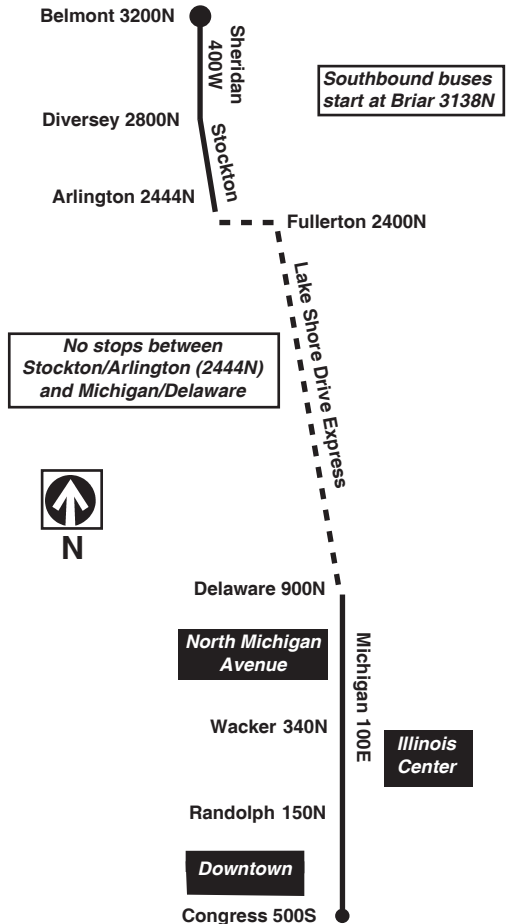 Belmont 3200N
Sheridan
400W
Southbound buses
start at Briar 3138N
Diversey 2800N
Stockton
Arlington 2444N
Fullerton 2400N
Lake Shore Drive Express
No stops between
Stockton/Arlington (2444N)
and Michigan/Delaware
N
Delaware 900N
North Michigan
Avenue
Michigan 100E
Wacker 340N
Illinois
Center
Randolph 150N
Downtown
Congress 500S